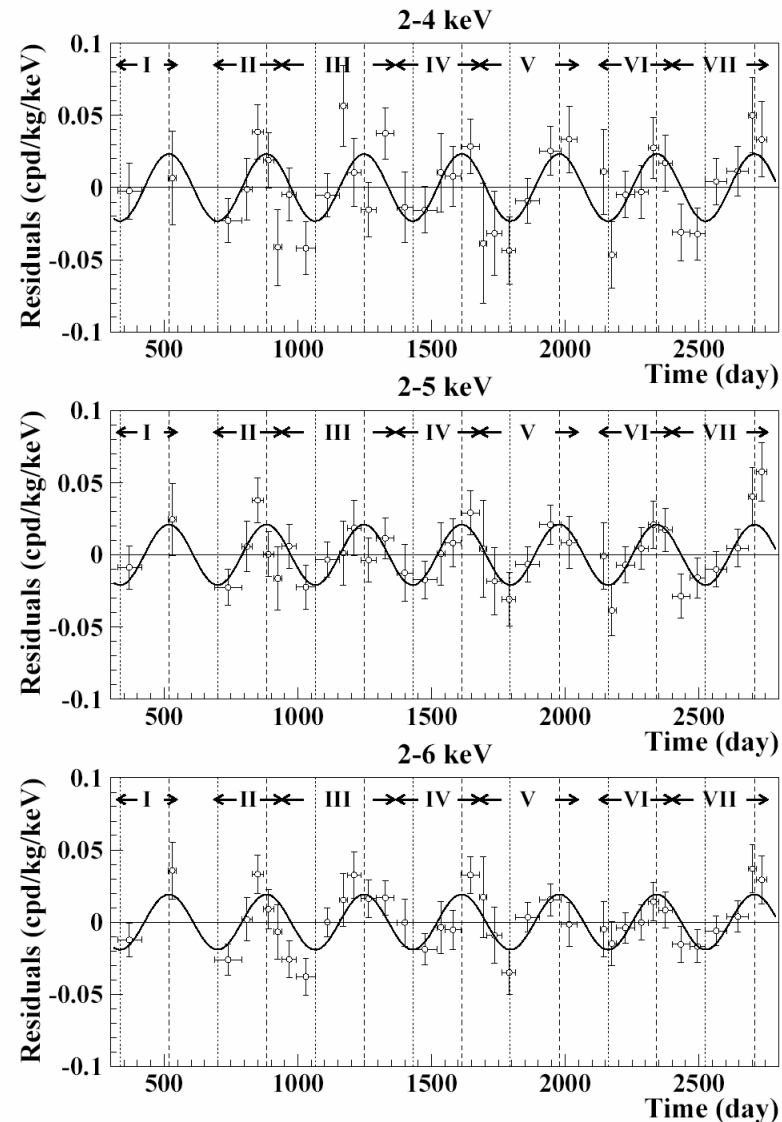 2-4 keV
Residuals (cpd/kg/keV)
0.1
0.05
0
-0.05
-0.1
I II III IV V VI VII
500 1000 1500 2000 2500
Time (day)
2-5 keV
Residuals (cpd/kg/keV)
0.1
0.05
0
-0.05
-0.1
I II III IV V VI VII
500 1000 1500 2000 2500
Time (day)
2-6 keV
Residuals (cpd/kg/keV)
0.1
0.05
0
-0.05
-0.1
I II III IV V VI VII
500 1000 1500 2000 2500
Time (day)